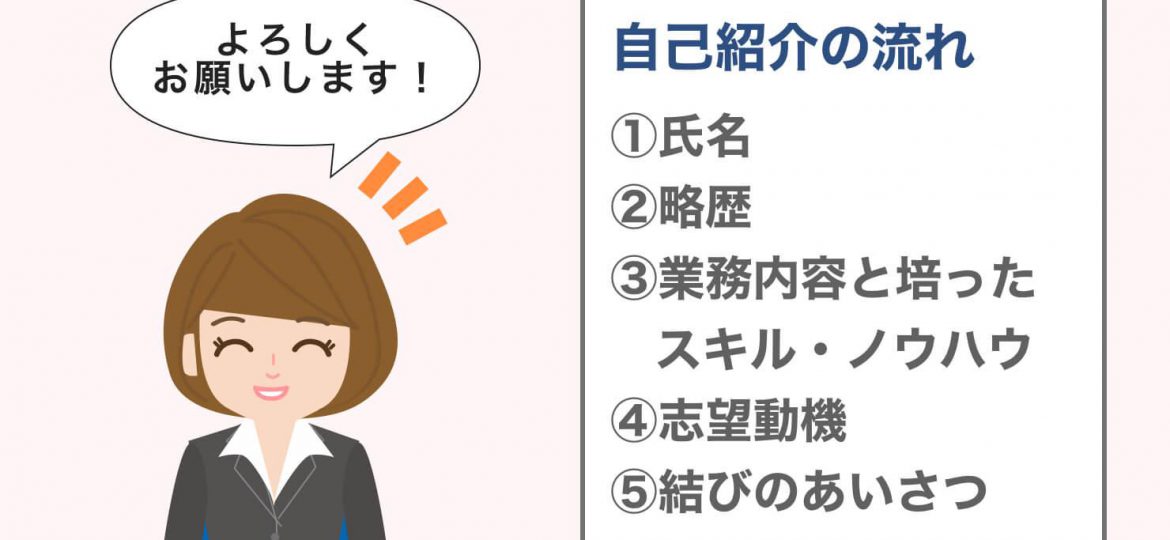 よろしく
お願いします！
自己紹介の流れ
①氏名
②略歴
③業務内容と培った
スキル・ノウハウ
④志望動機
⑤結びのあいさつ